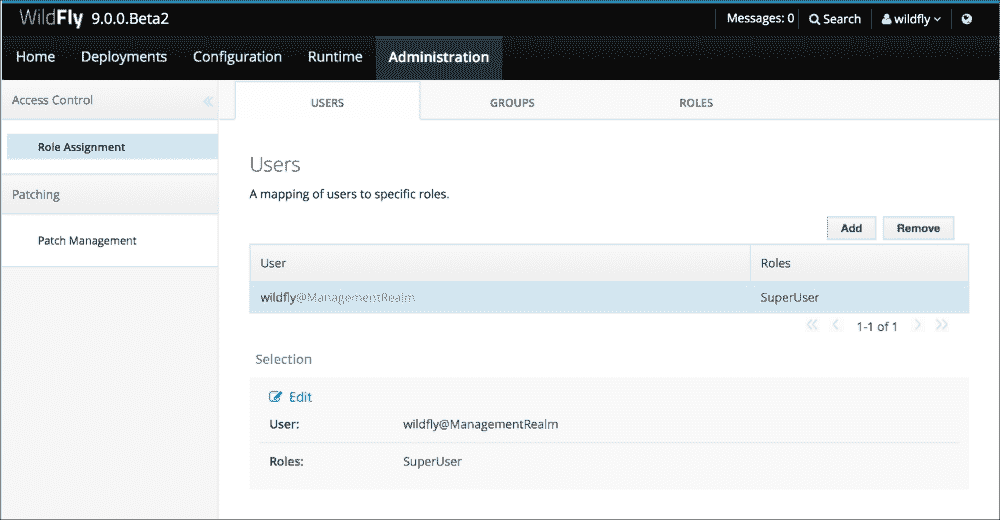 WildFly 9.0.0.Beta2
Messages: 0
Search
wildfly
Home Deployments Configuration Runtime Administration
Access Control
USERS GROUPS ROLES
Role Assignment
Patching
Patch Management
Users
A mapping of users to specific roles.
Add Remove
User Roles
wildfly@ManagementRealm SuperUser
1-1 of 1
Selection
Edit
User: wildfly@ManagementRealm
Roles: SuperUser